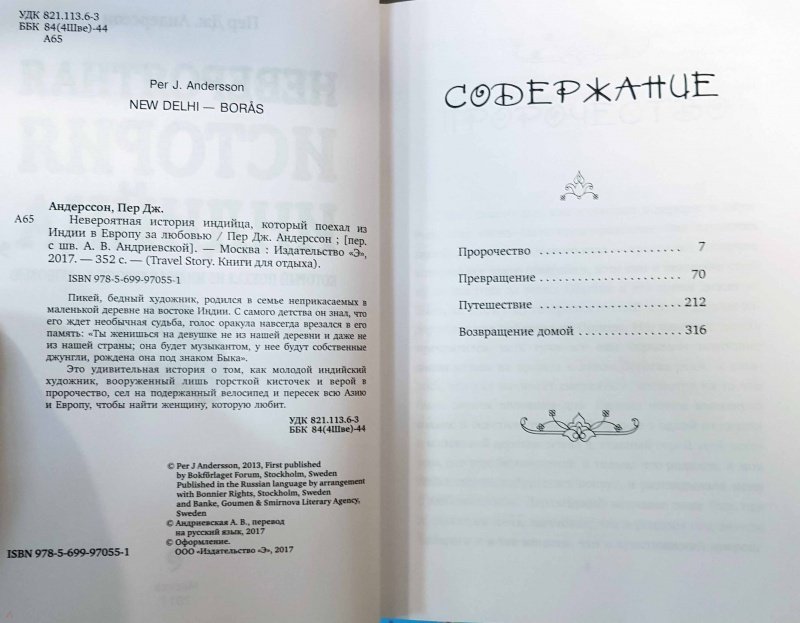 УДК 821.113.6-3
ББК 84(4Шве)-44
А65
Per J. Andersson
NEW DELHI — BORÅS
Андерссон, Пер Дж.
А65 Невероятная история индийца, который поехал из
Индии в Европу за любовью / Пер Дж. Андерссон ; [пер.
с шв. А. В. Андриевской]. — Москва : Издательство «Э»,
2017. — 352 с. — (Travel Story. Книги для отдыха).
ISBN 978-5-699-97055-1
Пикей, бедный художник, родился в семье неприкасаемых в
маленькой деревне на востоке Индии. С самого детства он знал, что
его ждет необычная судьба, голос оракула навсегда врезался в его
память: «Ты женишься на девушке не из нашей деревни и даже не
из нашей страны; она будет музыкантом, у нее будут собственные
джунгли, рождена она под знаком Быка».
Это удивительная история о том, как молодой индийский
художник, вооруженный лишь горсткой кисточек и верой в
пророчество, сел на подержанный велосипед и пересек всю Азию
и Европу, чтобы найти женщину, которую любит.
УДК 821.113.6-3
ББК 84(4Шве)-44
© Per J Andersson, 2013, First published
by Bokförlaget Forum, Stockholm, Sweden
Published in the Russian language by arrangement
with Bonnier Rights, Stockholm, Sweden
and Banke, Goumen & Smirnova Literary Agency,
Sweden
© Андриевская А. В., перевод
на русский язык, 2017
© Оформление.
ООО «Издательство «Э», 2017
ISBN 978-5-699-97055-1
СОДЕРЖАНИЕ
Пророчество .................... 7
Превращение .................... 70
Путешествие .................... 212
Возвращение домой .............. 316